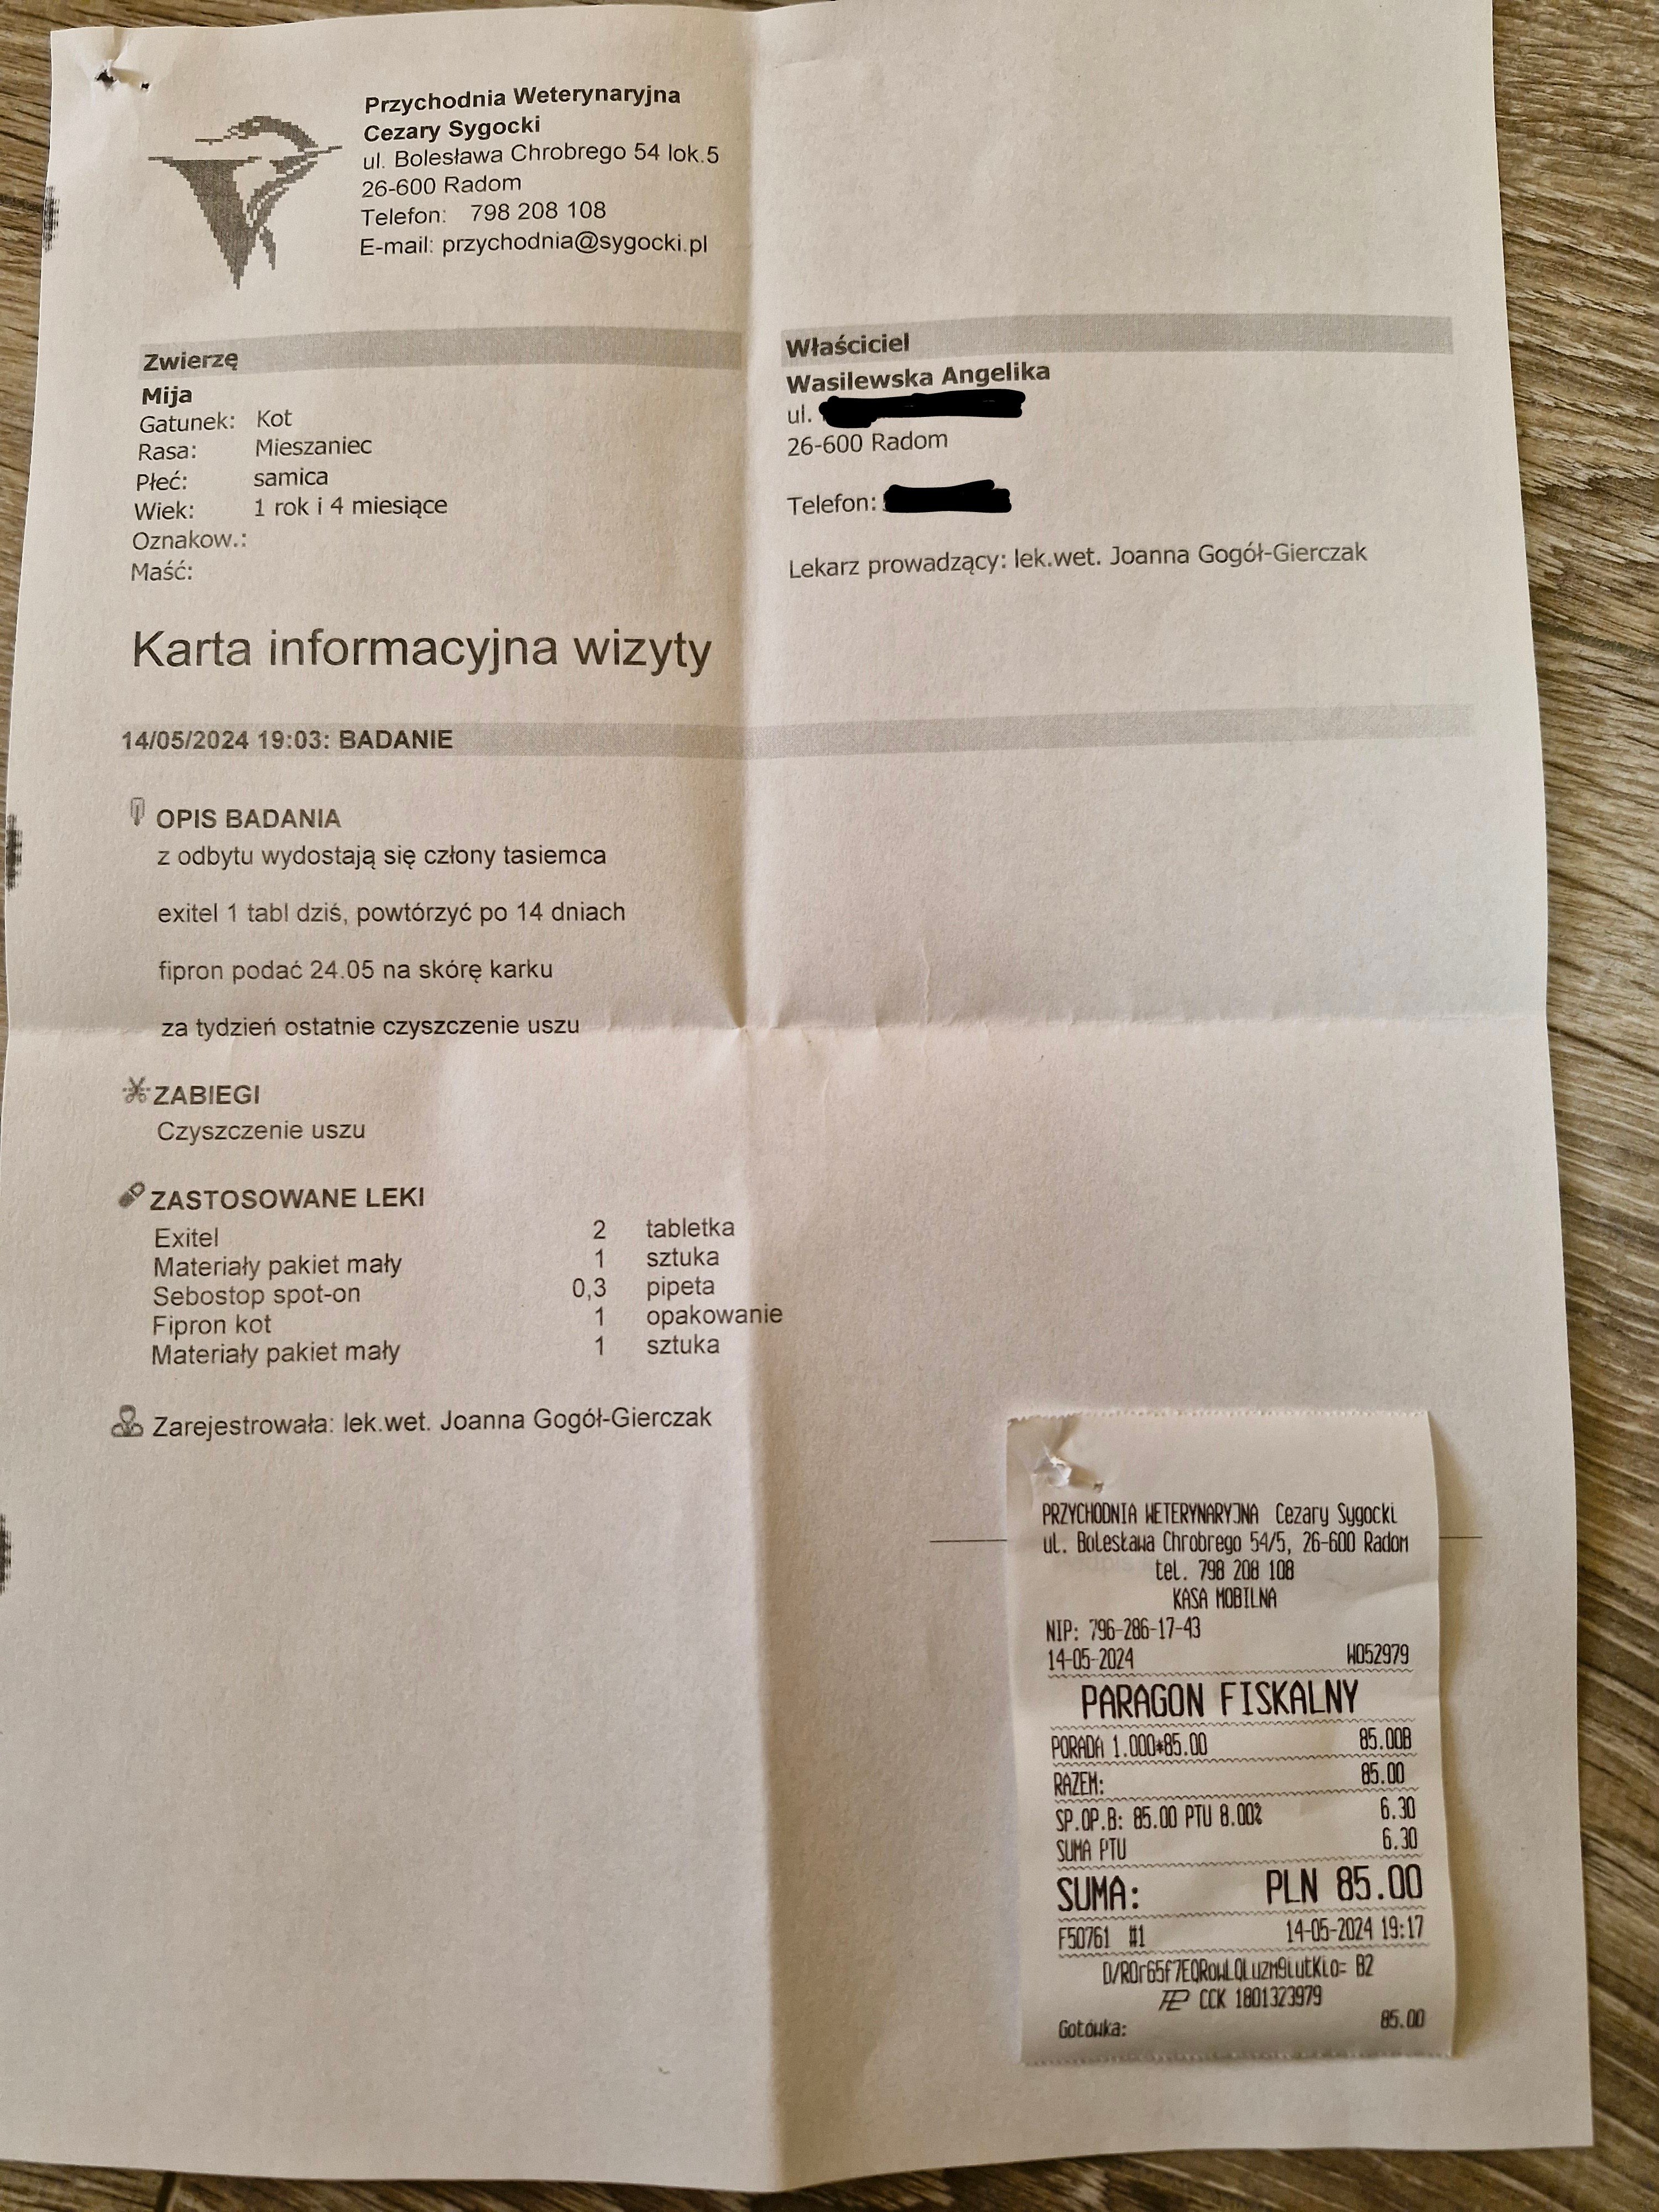 Przychodnia Weterynaryjna
Cezary Sygocki
ul. Bolesława Chrobrego 54 lok.5
26-600 Radom
Telefon: 798 208 108
E-mail: przychodnia@sygocki.pl
Zwierzę
Mija
Gatunek: Kot
Rasa: Mieszaniec
Płeć: samica
Wiek: 1 rok i 4 miesiące
Oznakow.:
Maść:
Właściciel
Wasilewska Angelika
ul.
26-600 Radom
Telefon:
Lekarz prowadzący: lek.wet. Joanna Gogół-Gierczak
Karta informacyjna wizyty
14/05/2024 19:03: BADANIE
OPIS BADANIA
z odbytu wydostają się człony tasiemca
exitel 1 tabl dziś, powtórzyć po 14 dniach
fipron podać 24.05 na skórę karku
za tydzień ostatnie czyszczenie uszu
ZABIEGI
Czyszczenie uszu
ZASTOSOWANE LEKI
Exitel 2 tabletka
Materiały pakiet mały 1 sztuka
Sebostop spot-on 0,3 pipeta
Fipron kot 1 opakowanie
Materiały pakiet mały 1 sztuka
Zarejestrowała: lek.wet. Joanna Gogół-Gierczak
PRZYCHODNIA WETERYNARYJNA Cezary Sygocki
ul. Bolesława Chrobrego 54/5, 26-600 Radom
tel. 798 208 108
KASA MOBILNA
NIP: 796-286-17-43
14-05-2024 W052979
PARAGON FISKALNY
PORADA 1.000*85.00 85.00B
RAZEM: 85.00
SP.OP.B: 85.00 PTU 8.00% 6.30
SUMA PTU 6.30
SUMA: PLN 85.00
F50761 #1 14-05-2024 19:17
B2
CCK 1801323979
Gotówka: 85.00